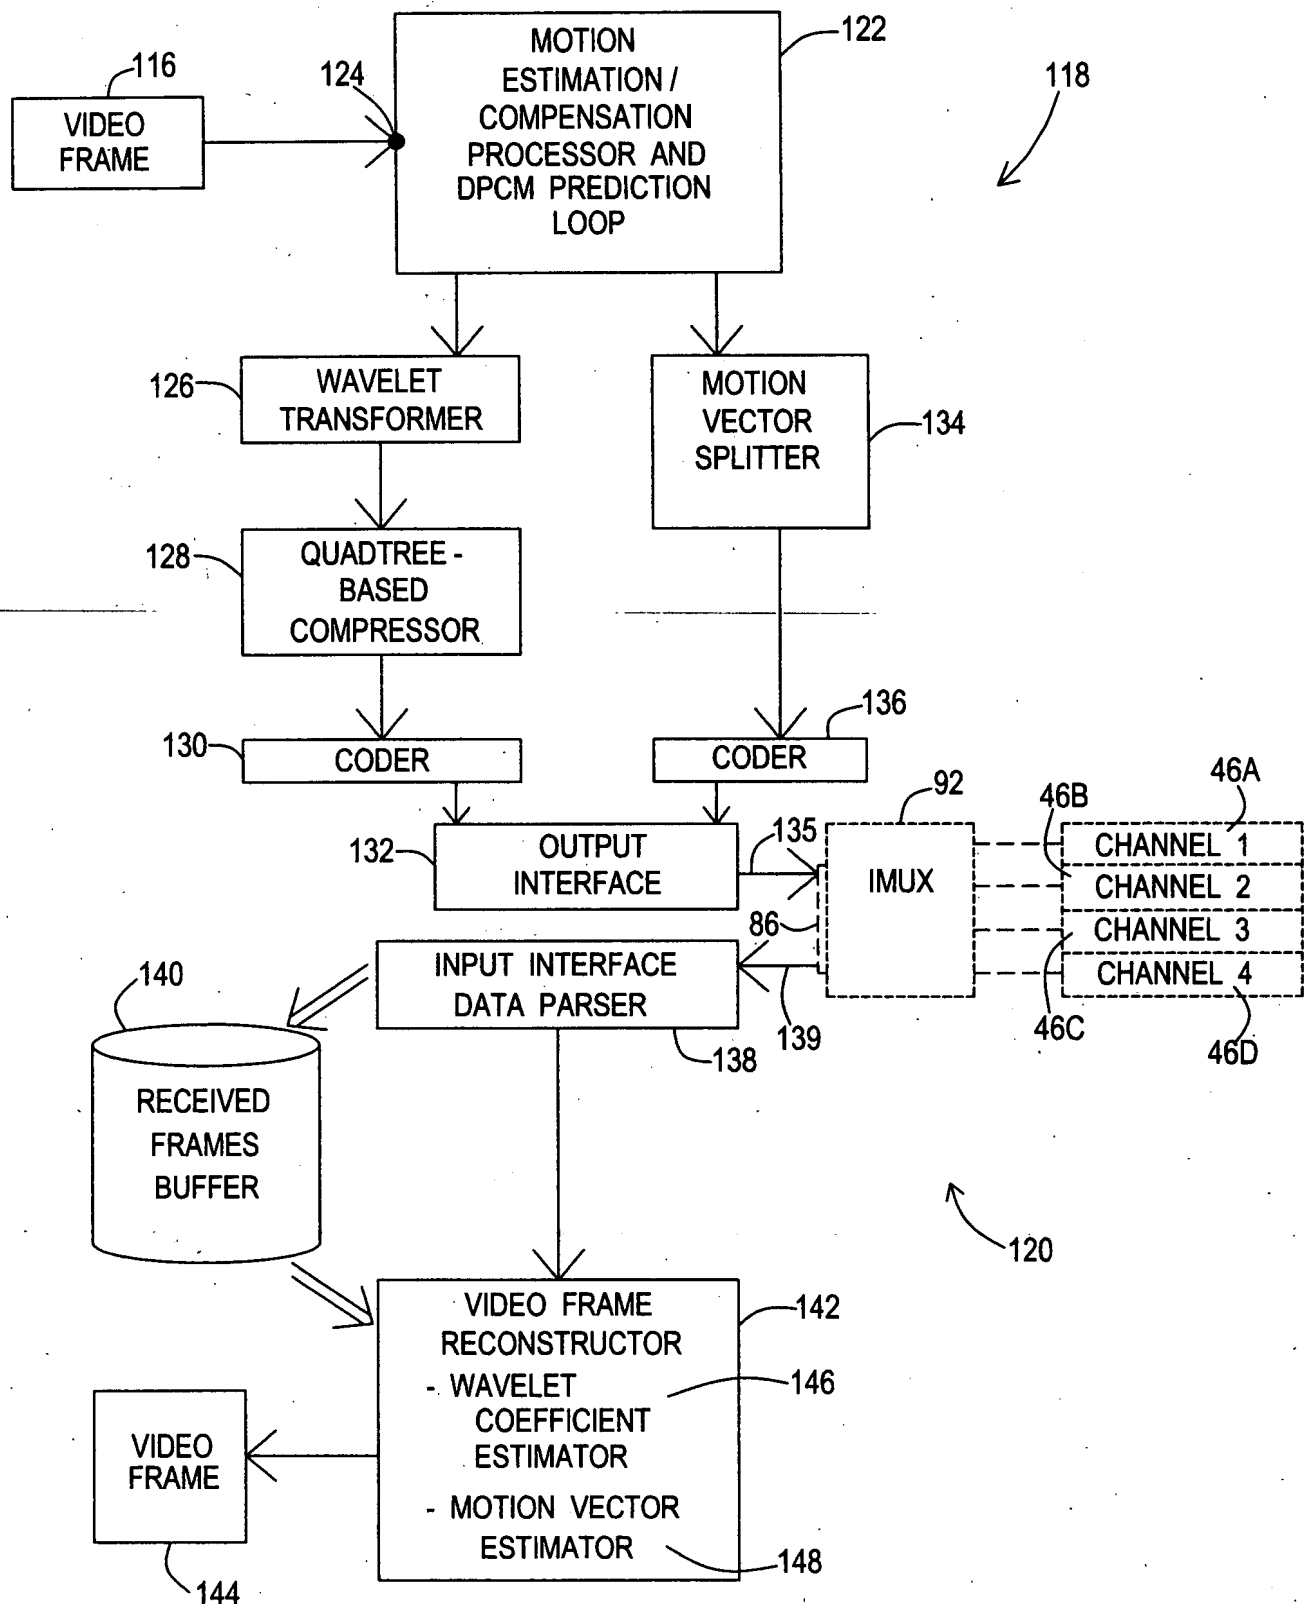 122
MOTION
ESTIMATION /
COMPENSATION
PROCESSOR AND
DPCM PREDICTION
LOOP
116
124
118
VIDEO
FRAME
126
WAVELET
TRANSFORMER
MOTION
VECTOR
SPLITTER
134
128
QUADTREE -
BASED
COMPRESSOR
136
130
CODER
CODER
46A
92
46B
132
OUTPUT
INTERFACE
135
IMUX
CHANNEL 1
CHANNEL 2
CHANNEL 3
CHANNEL 4
86
140
INPUT INTERFACE
DATA PARSER
139
138
46C
46D
RECEIVED
FRAMES
BUFFER
120
VIDEO FRAME
RECONSTRUCTOR
142
- WAVELET
COEFFICIENT
ESTIMATOR
146
VIDEO
FRAME
- MOTION VECTOR
ESTIMATOR
148
144